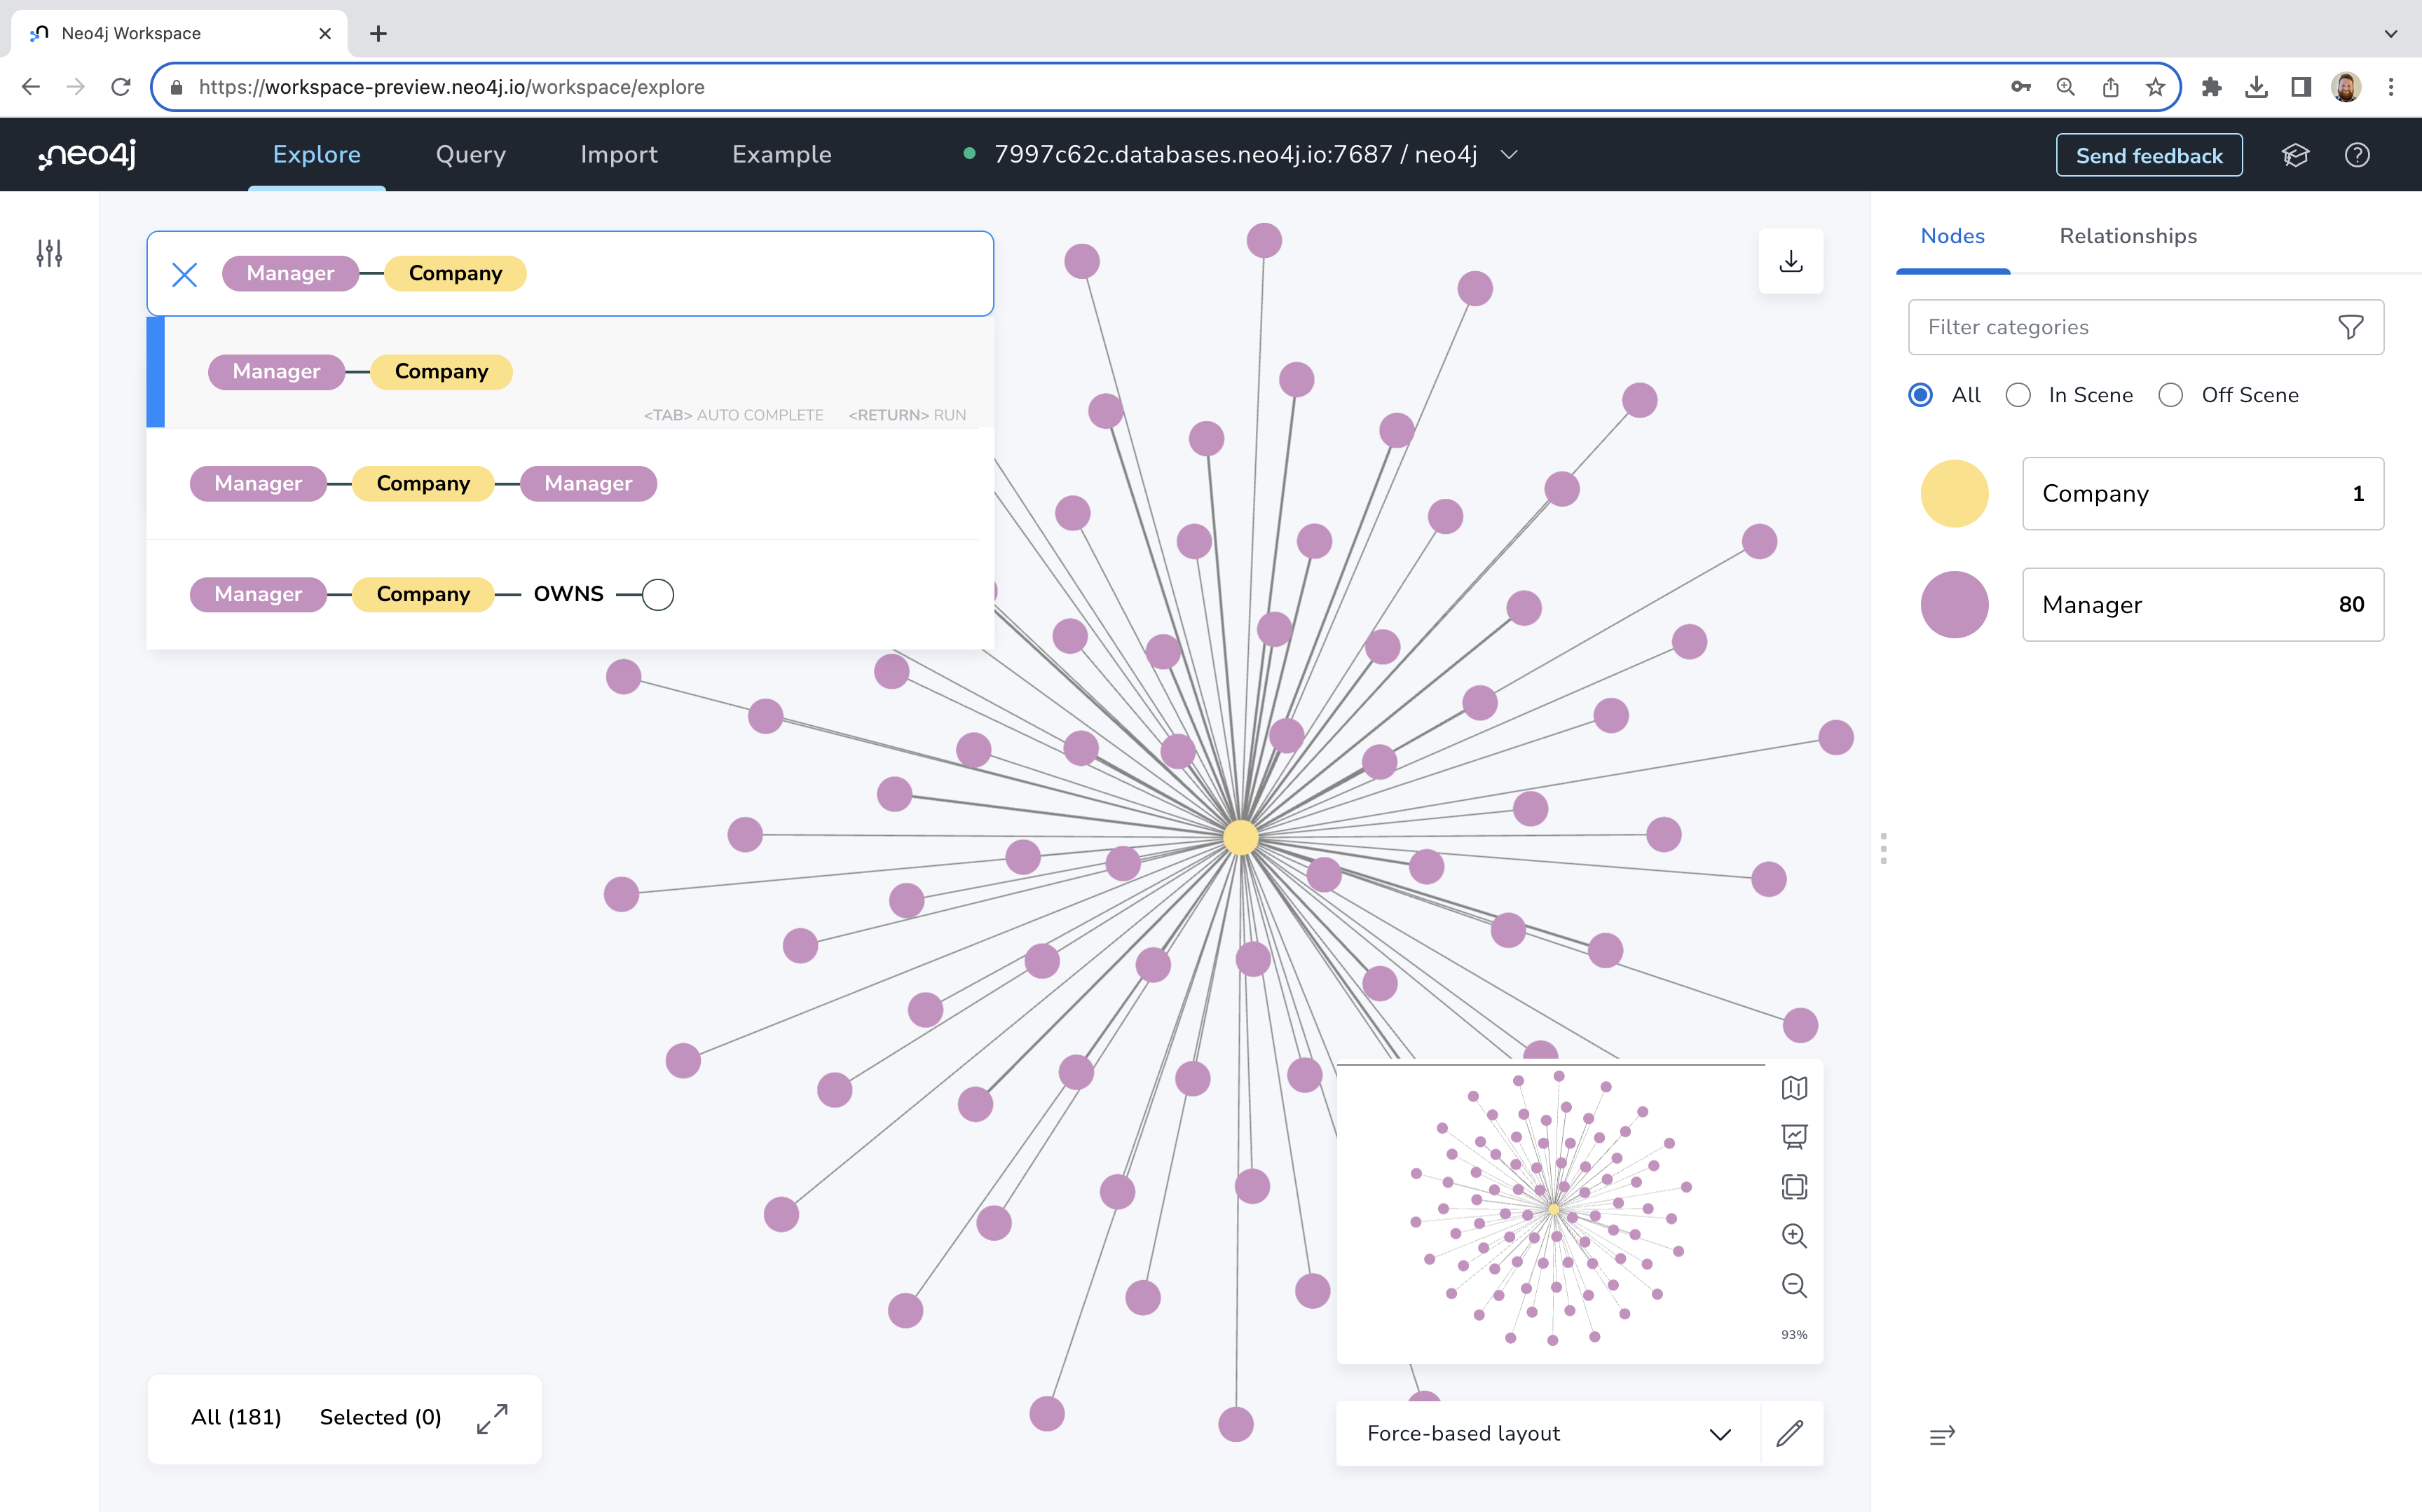 Neo4j Workspace
https://workspace-preview.neo4j.io/workspace/explore
neo4j Explore Query Import Example 7997c62c.databases.neo4j.io:7687 / neo4j Send feedback
Manager Company
Manager Company
<TAB> AUTO COMPLETE <RETURN> RUN
Manager Company Manager
Manager Company OWNS
Nodes Relationships
Filter categories
All In Scene Off Scene
Company 1
Manager 80
93%
All (181) Selected (0)
Force-based layout